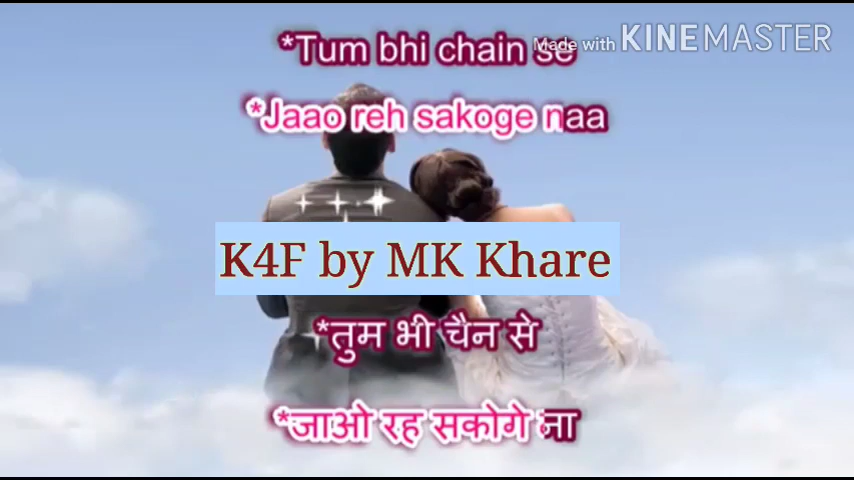 *Tum bhi chain se
Made with KINEMASTER
*Jaao reh sakoge naa
K4F by MK Khare
*तुम भी चैन से
*जाओ रह सकोगे ना